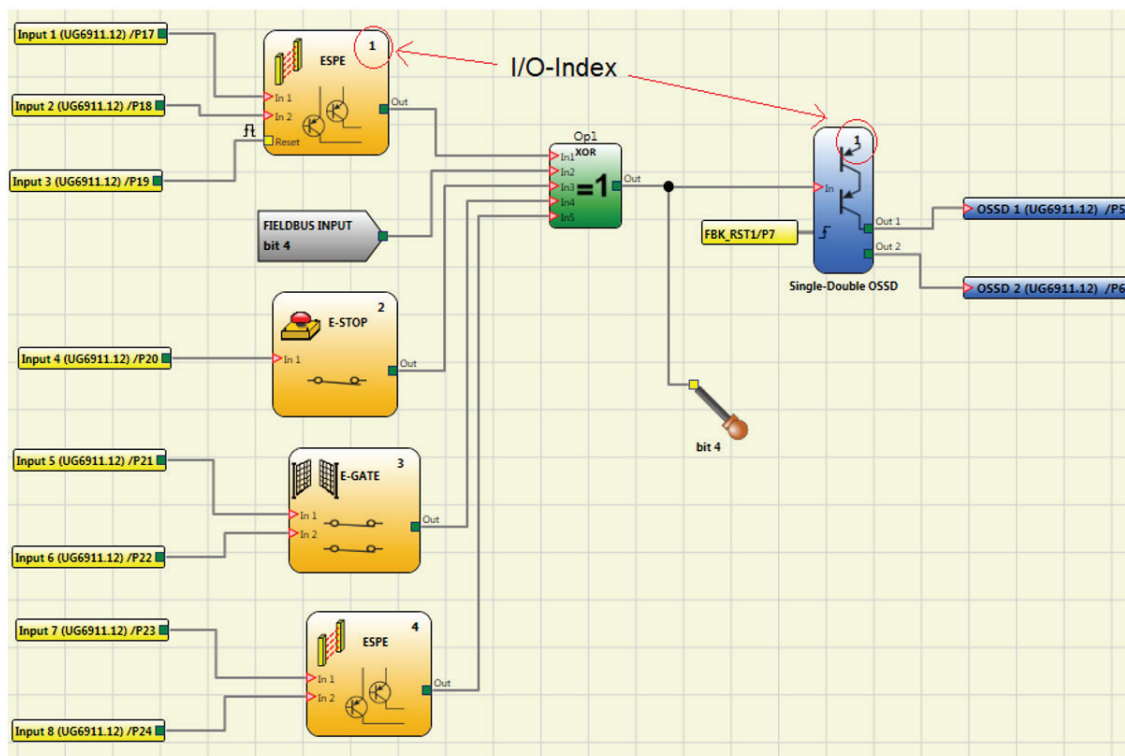 Input 1 (UG6911.12) /P17
Input 2 (UG6911.12) /P18
Input 3 (UG6911.12) /P19
1
ESPE
In 1
In 2
Reset
Out
I/O-Index
FIELDBUS INPUT
bit 4
Op1
XOR
In1
In2
In3
In4
In5
=1
Out
1
In
Out 1
Out 2
FBK_RST1/P7
Single-Double OSSD
OSSD 1 (UG6911.12) /P5
OSSD 2 (UG6911.12) /P6
Input 4 (UG6911.12) /P20
2
E-STOP
In 1
Out
bit 4
Input 5 (UG6911.12) /P21
Input 6 (UG6911.12) /P22
3
E-GATE
In 1
In 2
Out
Input 7 (UG6911.12) /P23
Input 8 (UG6911.12) /P24
4
ESPE
In 1
In 2
Out